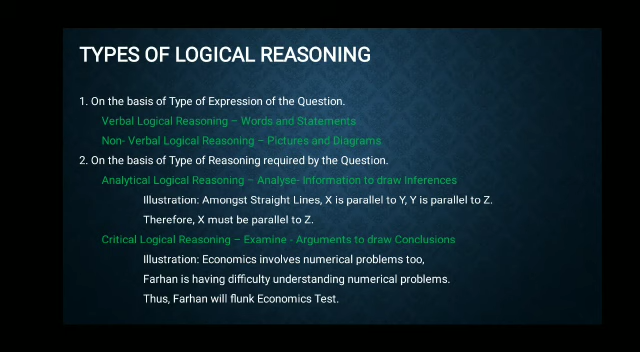 TYPES OF LOGICAL REASONING
1. On the basis of Type of Expression of the Question.
Verbal Logical Reasoning – Words and Statements
Non- Verbal Logical Reasoning – Pictures and Diagrams
2. On the basis of Type of Reasoning required by the Question.
Analytical Logical Reasoning – Analyse- Information to draw Inferences
Illustration: Amongst Straight Lines, X is parallel to Y, Y is parallel to Z.
Therefore, X must be parallel to Z.
Critical Logical Reasoning – Examine - Arguments to draw Conclusions
Illustration: Economics involves numerical problems too,
Farhan is having difficulty understanding numerical problems.
Thus, Farhan will flunk Economics Test.